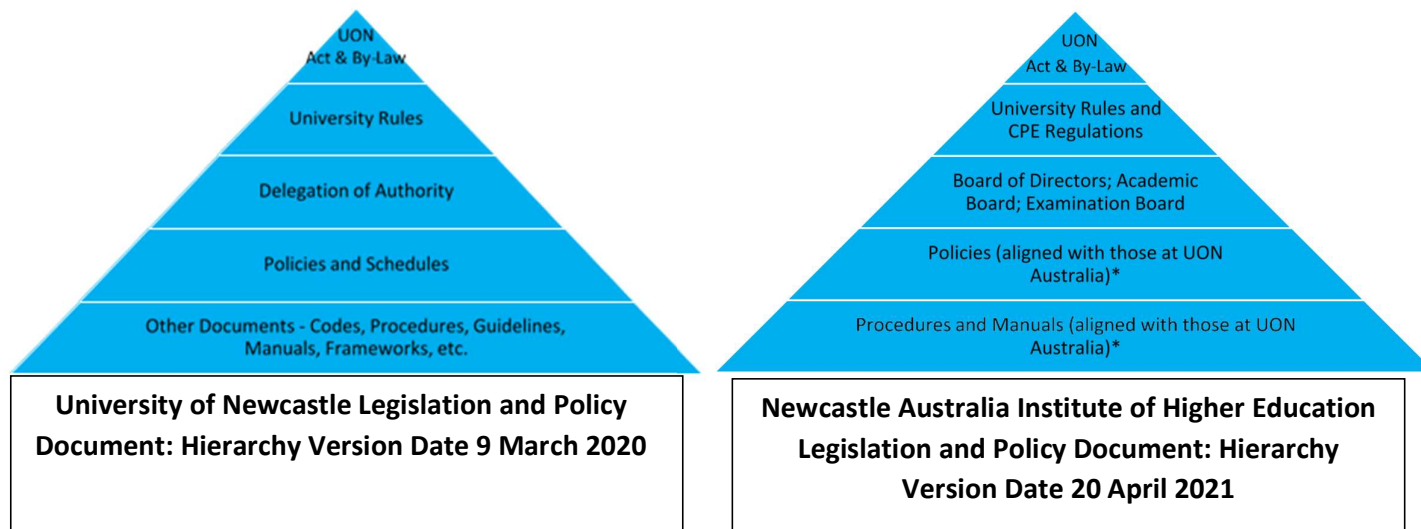 UON
Act & By-Law
University Rules
Delegation of Authority
Policies and Schedules
Other Documents - Codes, Procedures, Guidelines,
Manuals, Frameworks, etc.
University of Newcastle Legislation and Policy
Document: Hierarchy Version Date 9 March 2020
UON
Act & By-Law
University Rules and
CPE Regulations
Board of Directors; Academic
Board; Examination Board
Policies (aligned with those at UON
Australia)*
Procedures and Manuals (aligned with those at UON
Australia)*
Newcastle Australia Institute of Higher Education
Legislation and Policy Document: Hierarchy
Version Date 20 April 2021